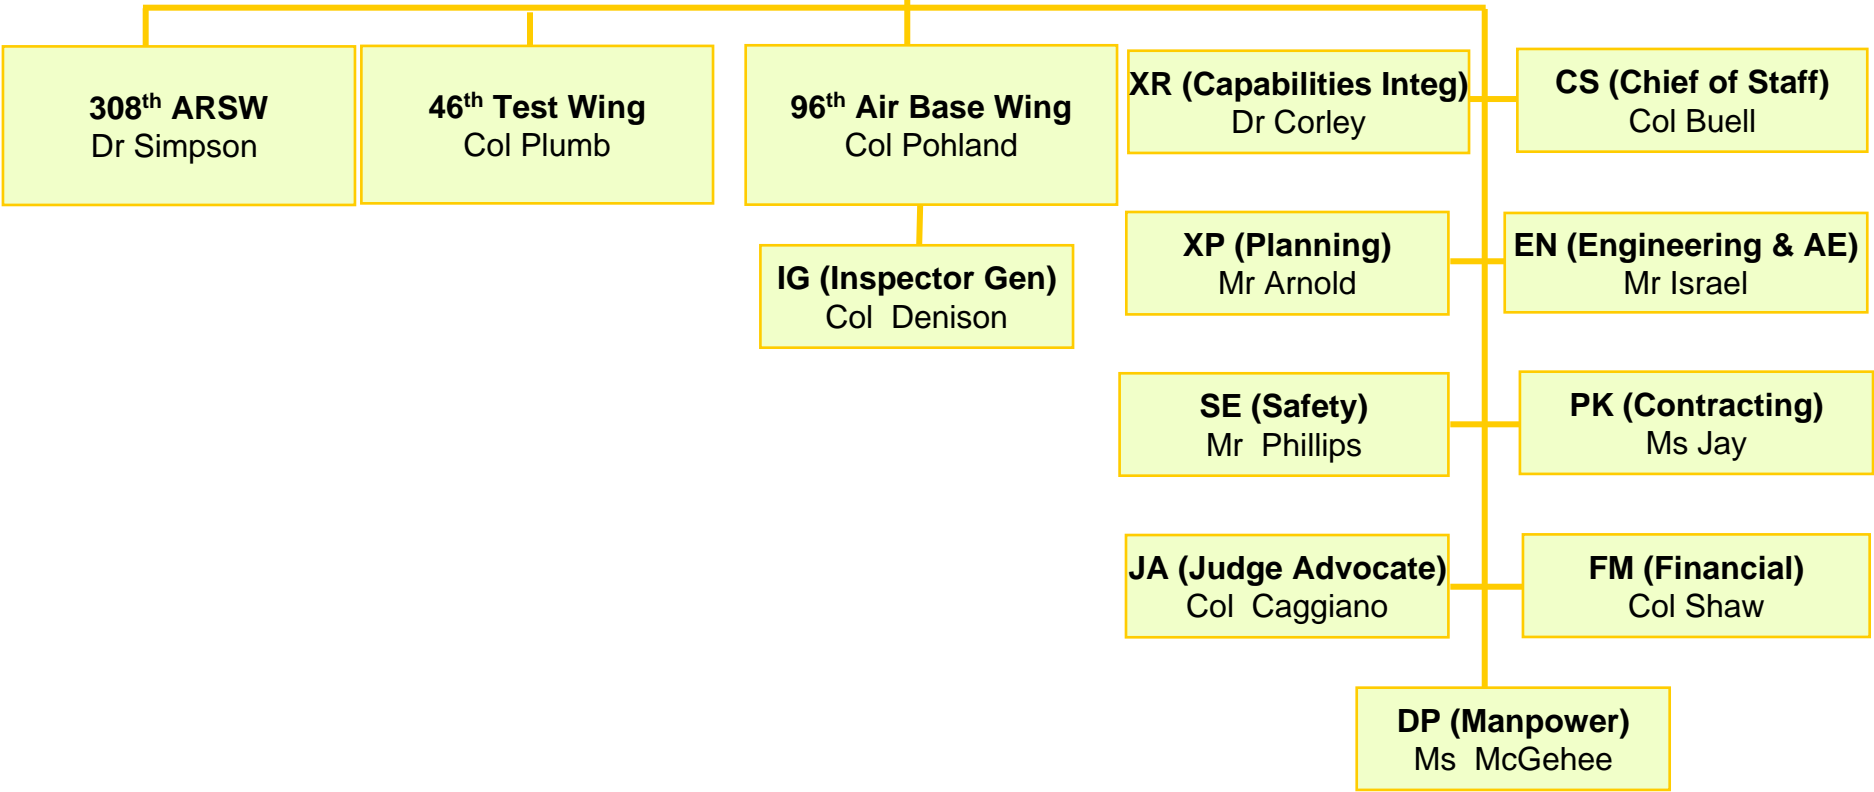 308th ARSW
Dr Simpson
46th Test Wing
Col Plumb
96th Air Base Wing
Col Pohland
XR (Capabilities Integ)
Dr Corley
CS (Chief of Staff)
Col Buell
IG (Inspector Gen)
Col Denison
XP (Planning)
Mr Arnold
EN (Engineering & AE)
Mr Israel
SE (Safety)
Mr Phillips
PK (Contracting)
Ms Jay
JA (Judge Advocate)
Col Caggiano
FM (Financial)
Col Shaw
DP (Manpower)
Ms McGehee